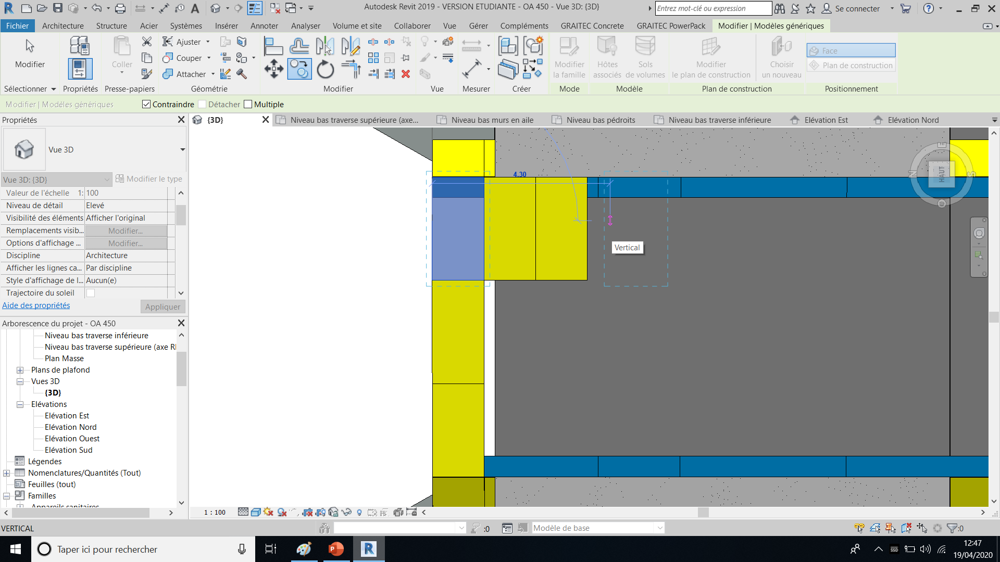 Autodesk Revit 2019 - VERSION ETUDIANTE - OA 450 - Vue 3D: {3D}
Entrez mot-clé ou expression
Se connecter
Fichier Architecture Structure Acier Systèmes Insérer Annoter Analyser Volume et site Collaborer Vue Gérer Compléments GRAITEC Concrete GRAITEC PowerPack Modifier | Modèles génériques
Modifier
Coller
Ajuster
Couper
Attacher
Modifier la famille
Hôtes associés
Sols de volumes
Modifier le plan de construction
Choisir un nouveau
Face
Plan de construction
Sélectionner Propriétés Presse-papiers Géométrie Modifier Vue Mesurer Créer Mode Modèle Plan de construction Positionnement
Modifier | Modèles génériques Contraindre Détacher Multiple
Propriétés
{3D} Niveau bas traverse supérieure (axe... Niveau bas murs en aile Niveau bas pédroits Niveau bas traverse inférieure Elévation Est Elévation Nord
Vue 3D
Vue 3D: {3D} Modifier le type
Valeur de l'échelle 1: 100
Niveau de détail Elevé
Visibilité des éléments Afficher l'original
Remplacements visib... Modifier...
Options d'affichage ... Modifier...
Discipline Architecture
Afficher les lignes ca... Par discipline
Style d'affichage de l... Aucun(e)
Trajectoire du soleil
Aide des propriétés Appliquer
Arborescence du projet - OA 450
Niveau bas traverse inférieure
Niveau bas traverse supérieure (axe R
Plan Masse
Plans de plafond
Vues 3D
{3D}
Elévations
Elévation Est
Elévation Nord
Elévation Ouest
Elévation Sud
Légendes
Nomenclatures/Quantités (Tout)
Feuilles (tout)
Familles
Appareils sanitaires
4.30
Vertical
HAUT
N
S
E
1 : 100
VERTICAL
:0
Modèle de base
:0
Taper ici pour rechercher
SSD
12:47
19/04/2020